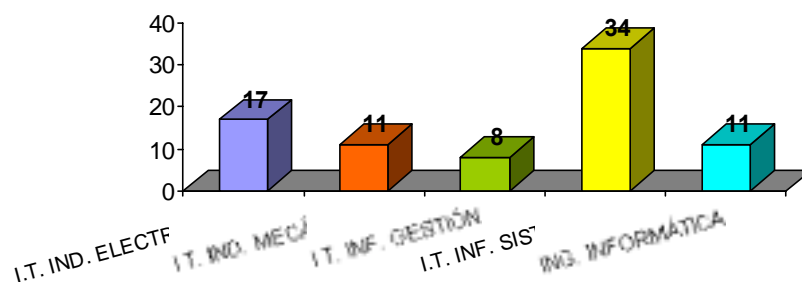 40
34
30
20
17
11
8
11
10
0
I.T. IND. ELECTR
I.T. IND. MECÁ
I.T. INF. GESTIÓN
I.T. INF. SIST
ING. INFORMÁTICA